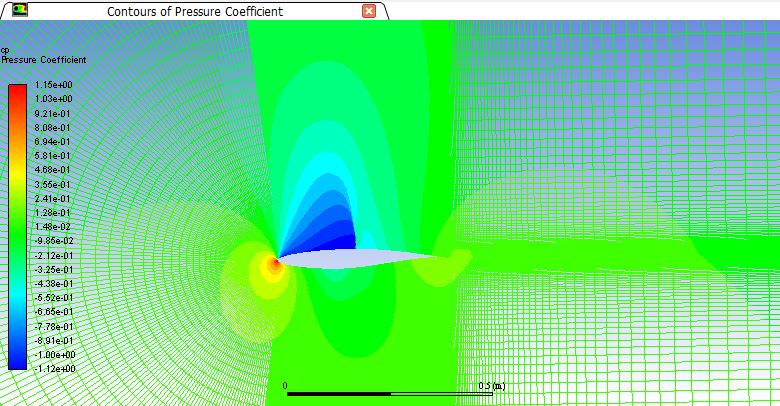 Contours of Pressure Coefficient
cp
Pressure Coefficient
1.15e+00
1.03e+00
9.21e-01
8.08e-01
6.94e-01
5.81e-01
4.68e-01
3.55e-01
2.41e-01
1.28e-01
1.48e-02
-9.85e-02
-2.12e-01
-3.25e-01
-4.38e-01
-5.52e-01
-6.65e-01
-7.78e-01
-8.91e-01
-1.00e+00
-1.12e+00
0 0.5 (m)